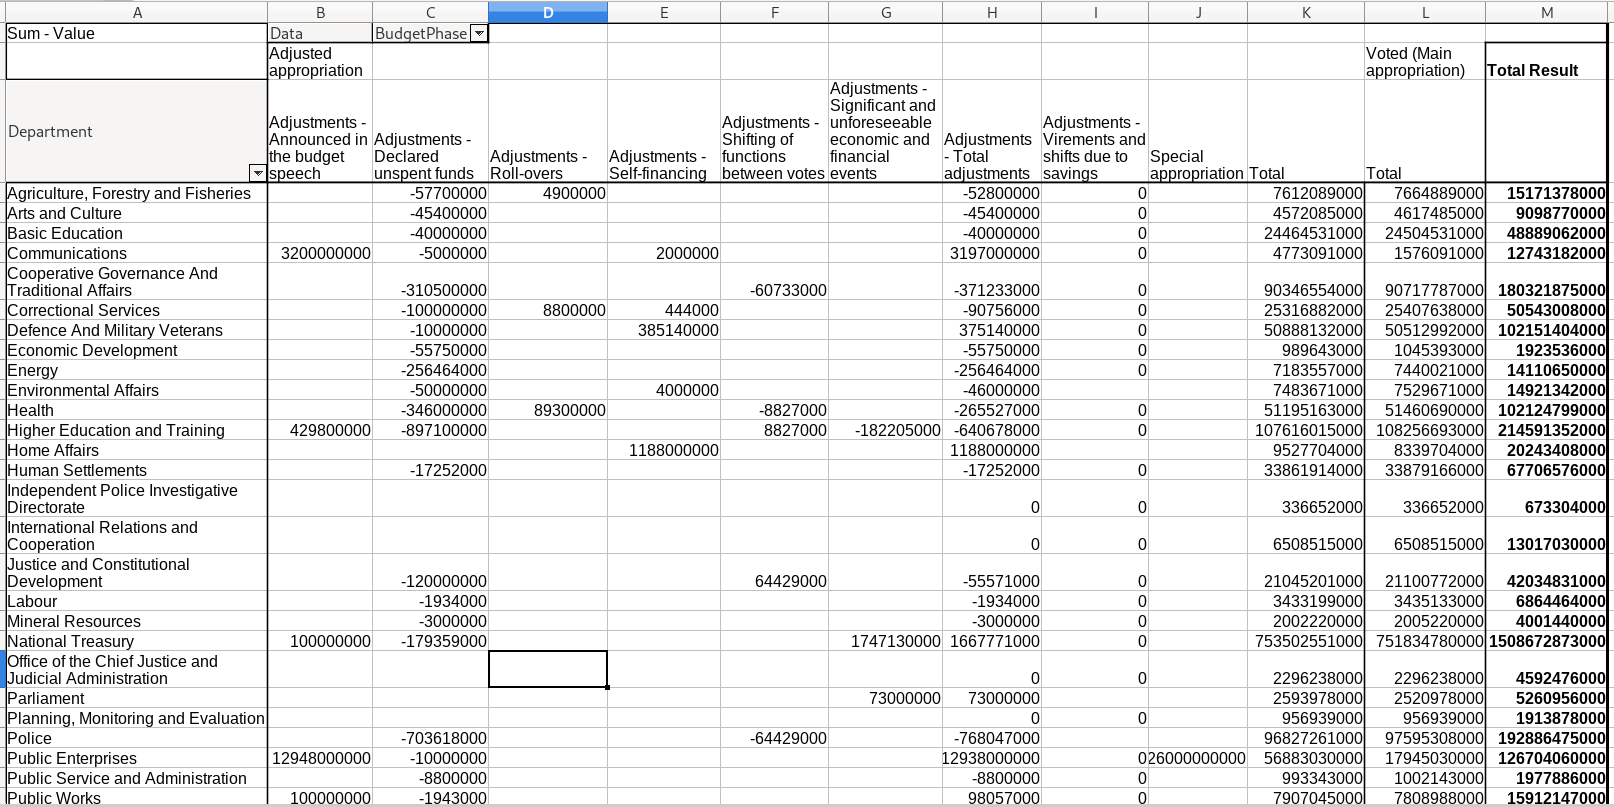 A B C D E F G H I J K L M
Sum - Value Data BudgetPhase
Adjusted appropriation Voted (Main appropriation) Total Result
Department Adjustments - Announced in the budget speech Adjustments - Declared unspent funds Adjustments - Roll-overs Adjustments - Self-financing Adjustments - Shifting of functions between votes Adjustments - Significant and unforeseeable economic and financial events Adjustments - Total adjustments Adjustments - Virements and shifts due to savings Special appropriation Total Total
Agriculture, Forestry and Fisheries -57700000 4900000 -52800000 0 7612089000 7664889000 15171378000
Arts and Culture -45400000 -45400000 0 4572085000 4617485000 9098770000
Basic Education -40000000 -40000000 0 24464531000 24504531000 48889062000
Communications 3200000000 -5000000 2000000 3197000000 0 4773091000 1576091000 12743182000
Cooperative Governance And
Traditional Affairs -310500000 -60733000 -371233000 0 90346554000 90717787000 180321875000
Correctional Services -100000000 8800000 444000 -90756000 0 25316882000 25407638000 50543008000
Defence And Military Veterans -10000000 385140000 375140000 0 50888132000 50512992000 102151404000
Economic Development -55750000 -55750000 0 989643000 1045393000 1923536000
Energy -256464000 -256464000 0 7183557000 7440021000 14110650000
Environmental Affairs -50000000 4000000 -46000000 0 7483671000 7529671000 14921342000
Health -346000000 89300000 -8827000 -265527000 0 51195163000 51460690000 102124799000
Higher Education and Training 429800000 -897100000 8827000 -182205000 -640678000 0 107616015000 108256693000 214591352000
Home Affairs 1188000000 1188000000 0 9527704000 8339704000 20243408000
Human Settlements -17252000 -17252000 0 33861914000 33879166000 67706576000
Independent Police Investigative
Directorate 0 0 336652000 336652000 673304000
International Relations and
Cooperation 0 0 6508515000 6508515000 13017030000
Justice and Constitutional
Development -120000000 64429000 -55571000 0 21045201000 21100772000 42034831000
Labour -1934000 -1934000 0 3433199000 3435133000 6864464000
Mineral Resources -3000000 -3000000 0 2002220000 2005220000 4001440000
National Treasury 100000000 -179359000 1747130000 1667771000 0 753502551000 751834780000 1508672873000
Office of the Chief Justice and
Judicial Administration 0 0 2296238000 2296238000 4592476000
Parliament 73000000 73000000 2593978000 2520978000 5260956000
Planning, Monitoring and Evaluation 0 0 956939000 956939000 1913878000
Police -703618000 -64429000 -768047000 96827261000 97595308000 192886475000
Public Enterprises 12948000000 -10000000 12938000000 0 26000000000 56883030000 17945030000 126704060000
Public Service and Administration -8800000 -8800000 0 993343000 1002143000 1977886000
Public Works 100000000 -1943000 98057000 0 7907045000 7808988000 15912147000